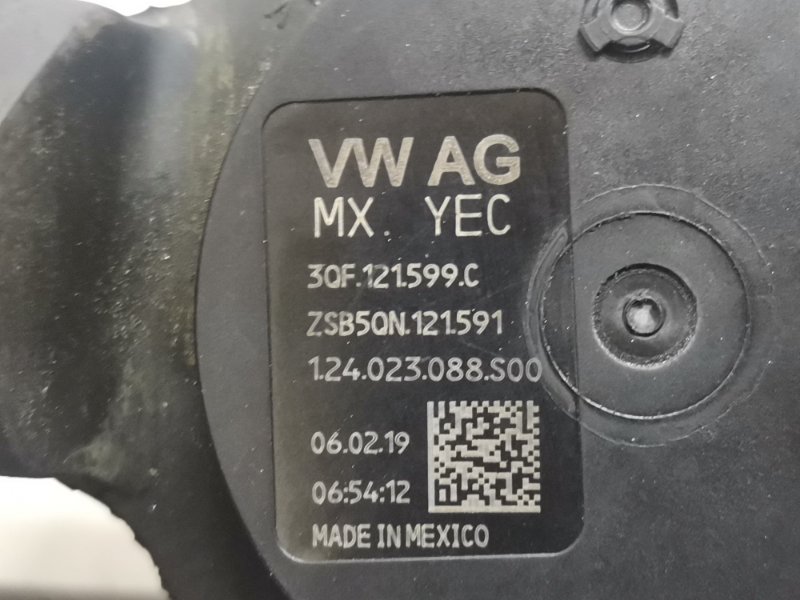 VW AG
MX. YEC
3QF.121.599.C
ZSB5QN.121.591
1.24.023.088.S00
06.02.19
06:54:12
MADE IN MEXICO